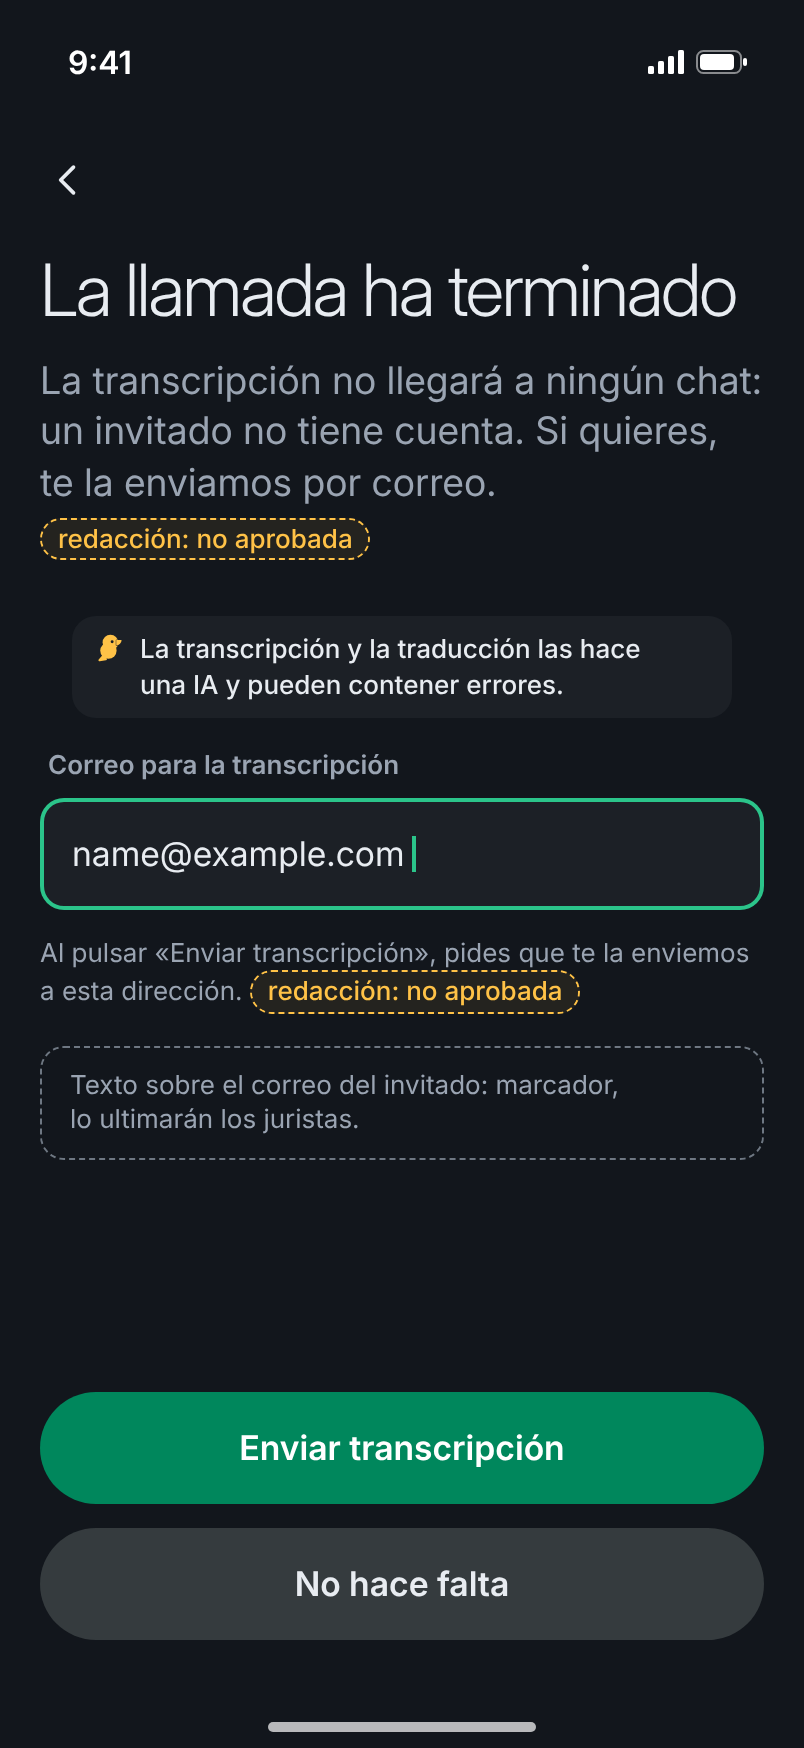 9:41
La llamada ha terminado
La transcripción no llegará a ningún chat:
un invitado no tiene cuenta. Si quieres,
te la enviamos por correo.
redacción: no aprobada
La transcripción y la traducción las hace
una IA y pueden contener errores.
Correo para la transcripción
name@example.com
Al pulsar «Enviar transcripción», pides que te la enviemos
a esta dirección. redacción: no aprobada
Texto sobre el correo del invitado: marcador,
lo ultimarán los juristas.
Enviar transcripción
No hace falta